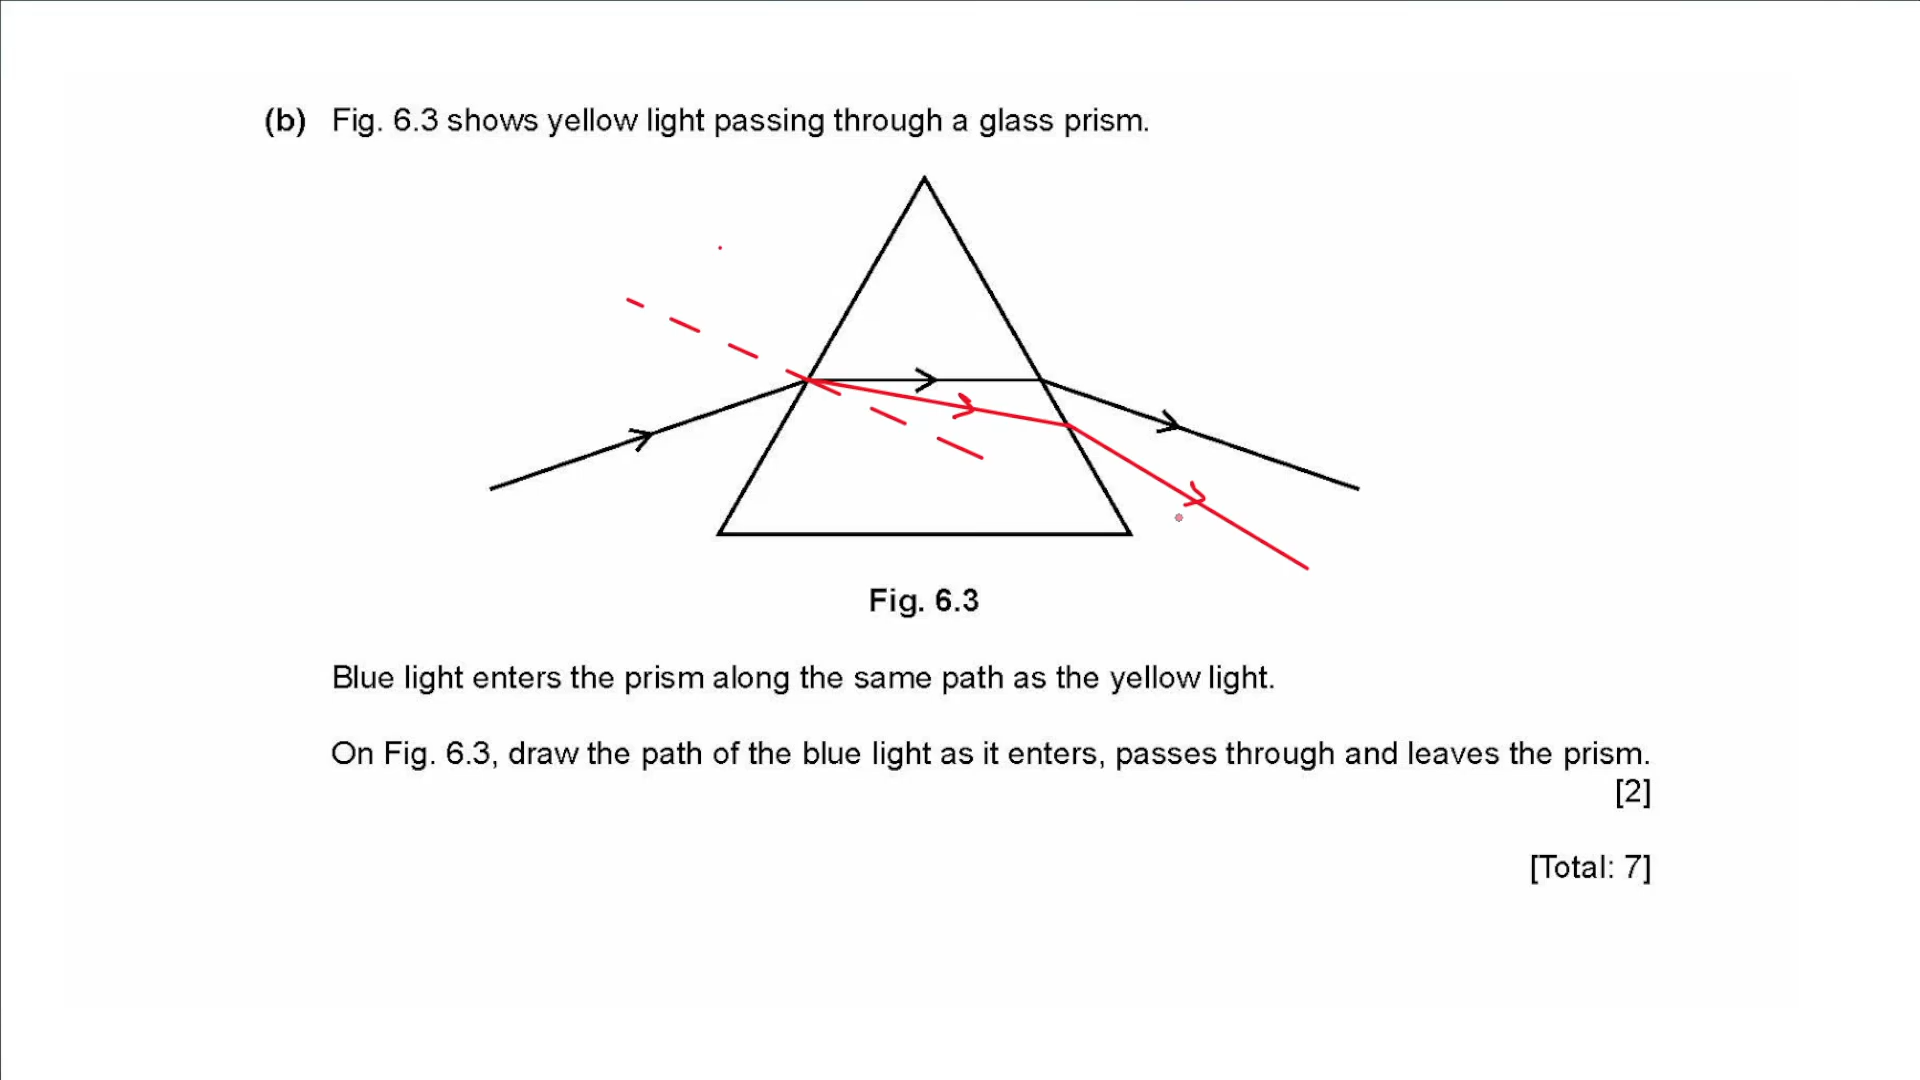 (b) Fig. 6.3 shows yellow light passing through a glass prism.
Fig. 6.3
Blue light enters the prism along the same path as the yellow light.
On Fig. 6.3, draw the path of the blue light as it enters, passes through and leaves the prism.
[2]
[Total: 7]